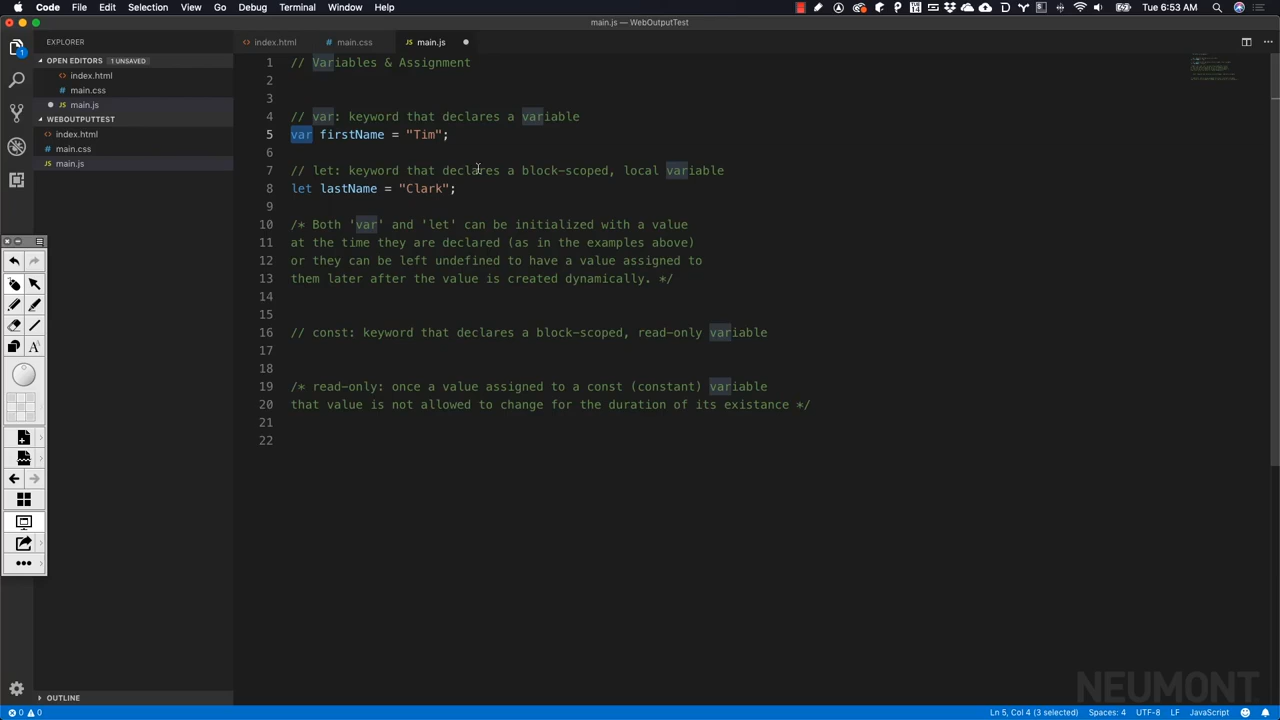 Code File Edit Selection View Go Debug Terminal Window Help
Tue 6:53 AM
main.js — WebOutputTest
EXPLORER
index.html
main.css
JS main.js
OPEN EDITORS 1 UNSAVED
index.html
main.css
JS main.js
WEBOUTPUTTEST
index.html
main.css
JS main.js
1 // Variables & Assignment
2
3
4 // var: keyword that declares a variable
5 var firstName = "Tim";
6
7 // let: keyword that declares a block-scoped, local variable
8 let lastName = "Clark";
9
10 /* Both 'var' and 'let' can be initialized with a value
11 at the time they are declared (as in the examples above)
12 or they can be left undefined to have a value assigned to
13 them later after the value is created dynamically. */
14
15
16 // const: keyword that declares a block-scoped, read-only variable
17
18
19 /* read-only: once a value assigned to a const (constant) variable
20 that value is not allowed to change for the duration of its existance */
21
22
OUTLINE
NEUMONT
0 0
Ln 5, Col 4 (3 selected) Spaces: 4 UTF-8 LF JavaScript